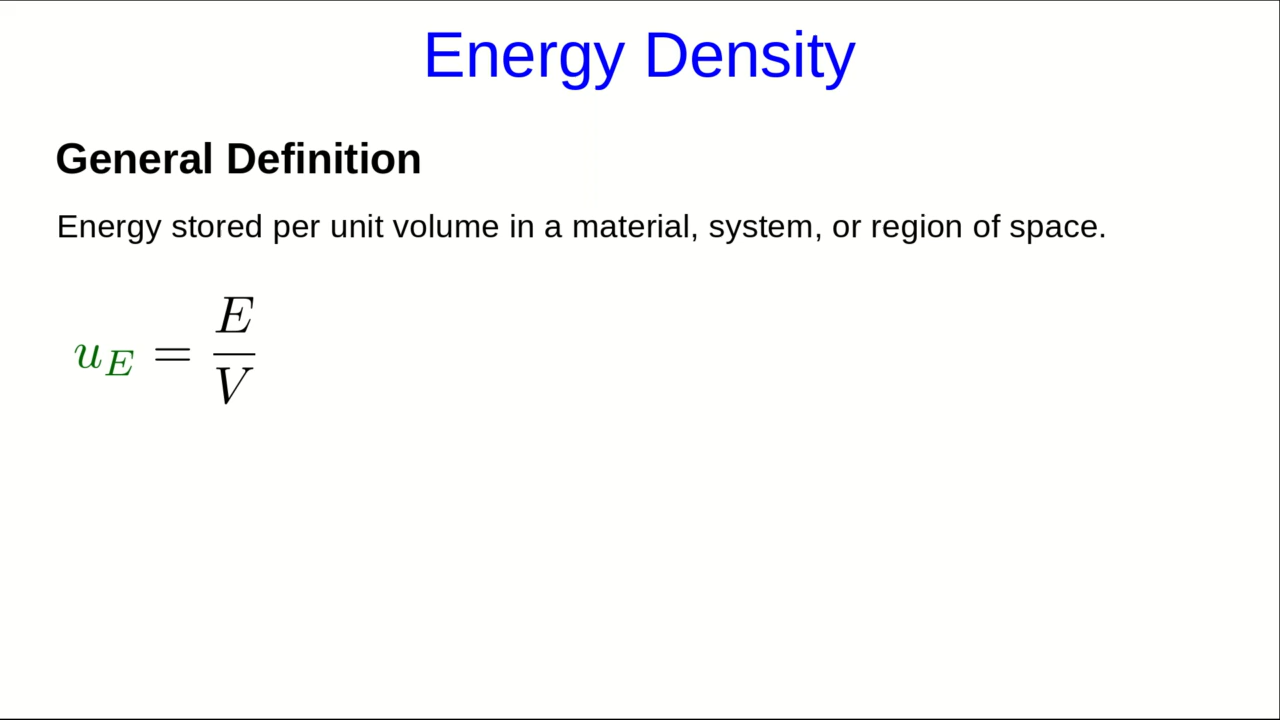 Energy Density
General Definition
Energy stored per unit volume in a material, system, or region of space.
u_E = E/V